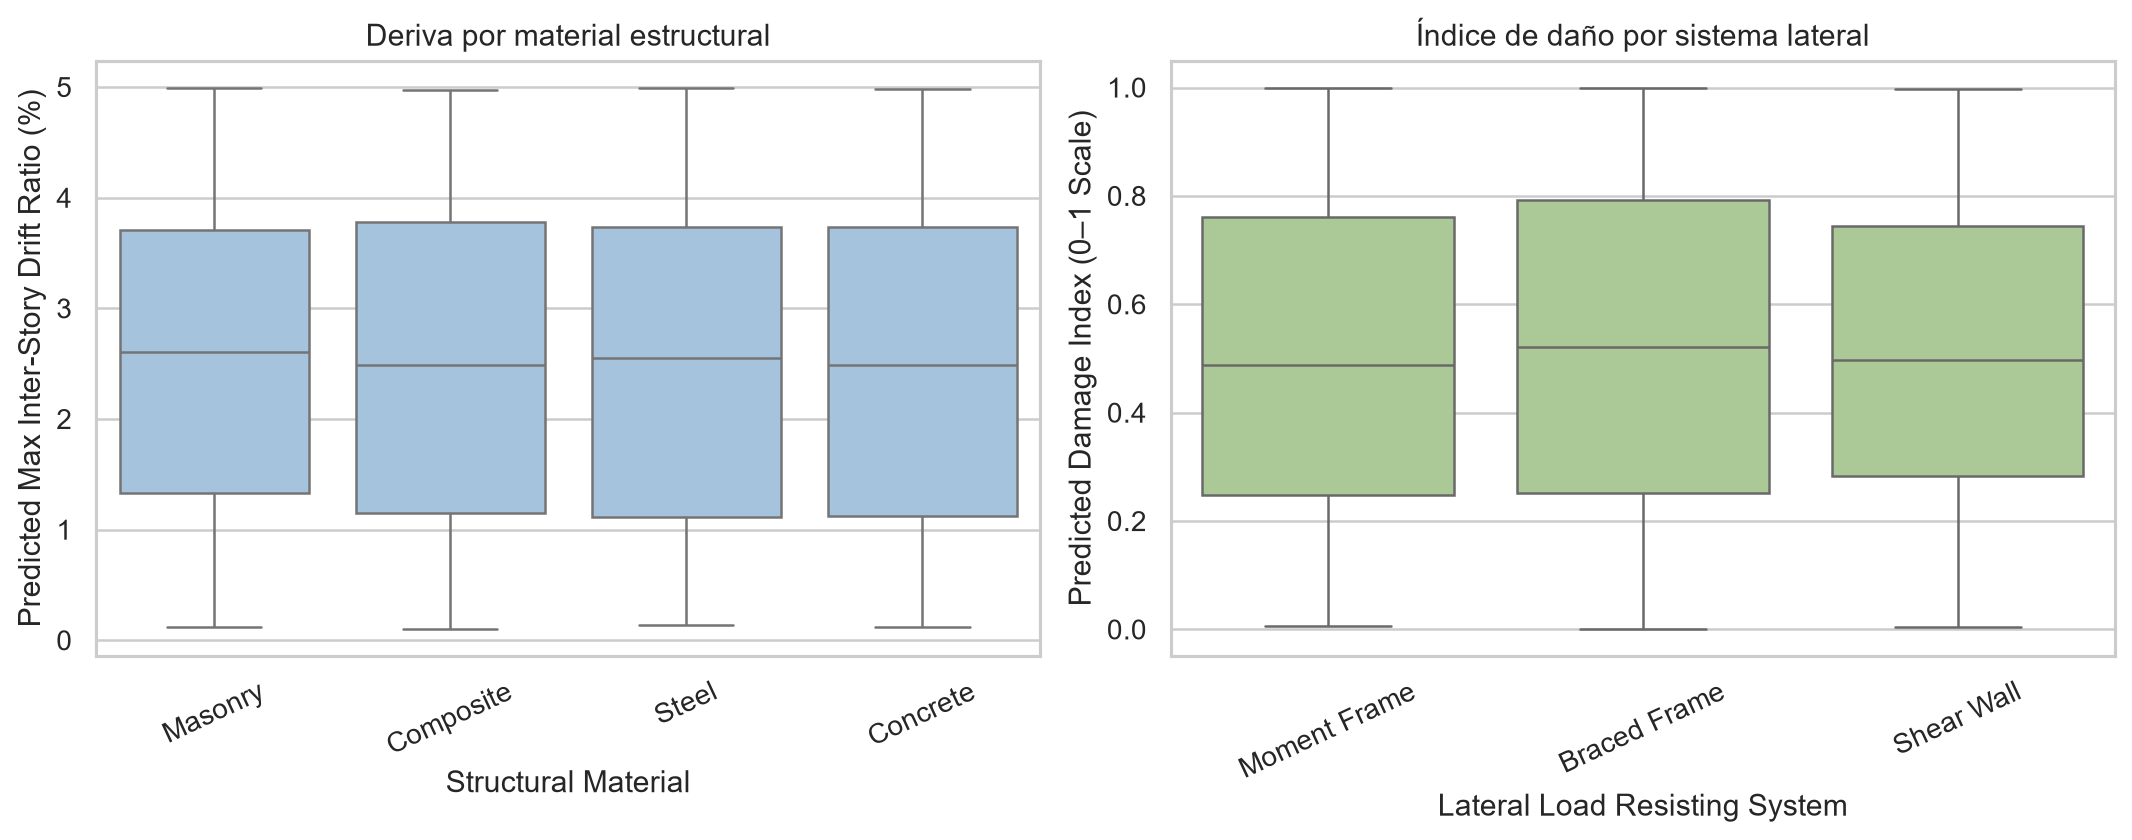 Deriva por material estructural
Predicted Max Inter-Story Drift Ratio (%)
5
4
3
2
1
0
Masonry
Composite
Steel
Concrete
Structural Material
Índice de daño por sistema lateral
Predicted Damage Index (0–1 Scale)
1.0
0.8
0.6
0.4
0.2
0.0
Moment Frame
Braced Frame
Shear Wall
Lateral Load Resisting System